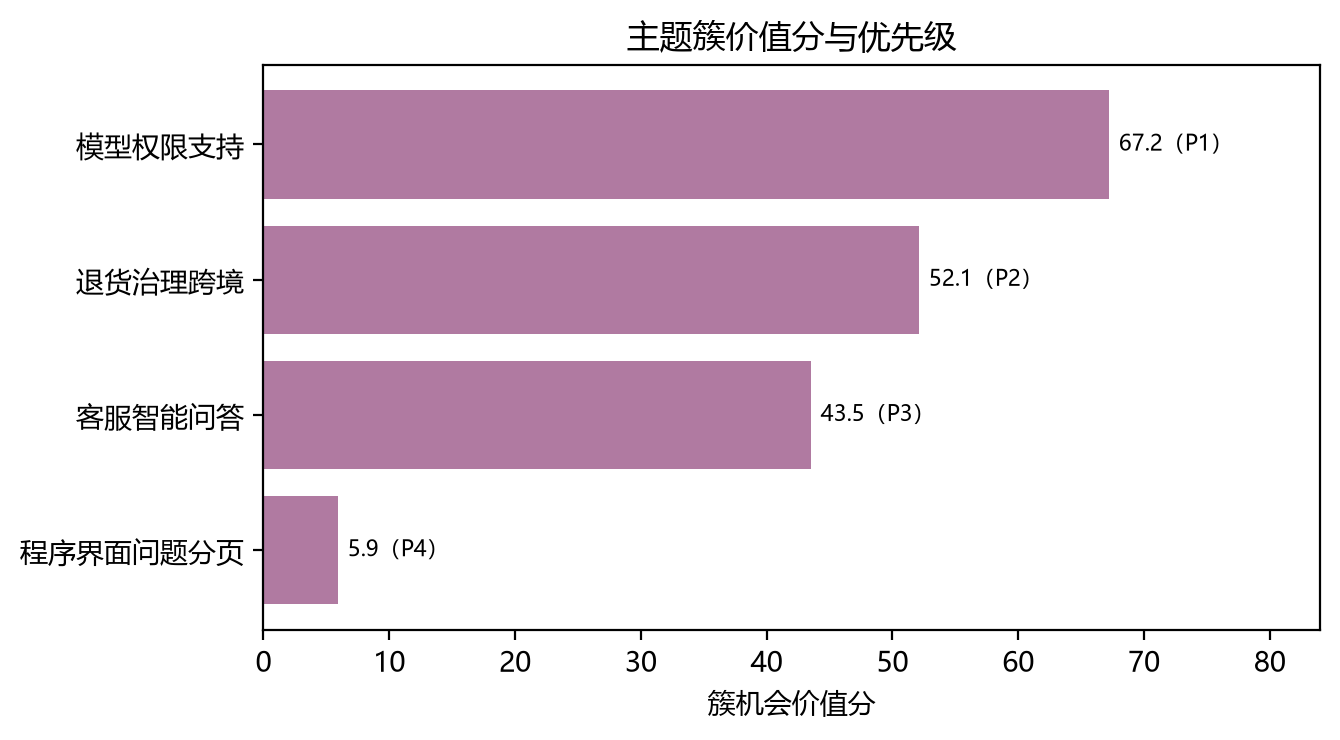 主题簇价值分与优先级
模型权限支持
67.2（P1）
退货治理跨境
52.1（P2）
客服智能问答
43.5（P3）
程序界面问题分页
5.9（P4）
0 10 20 30 40 50 60 70 80
簇机会价值分